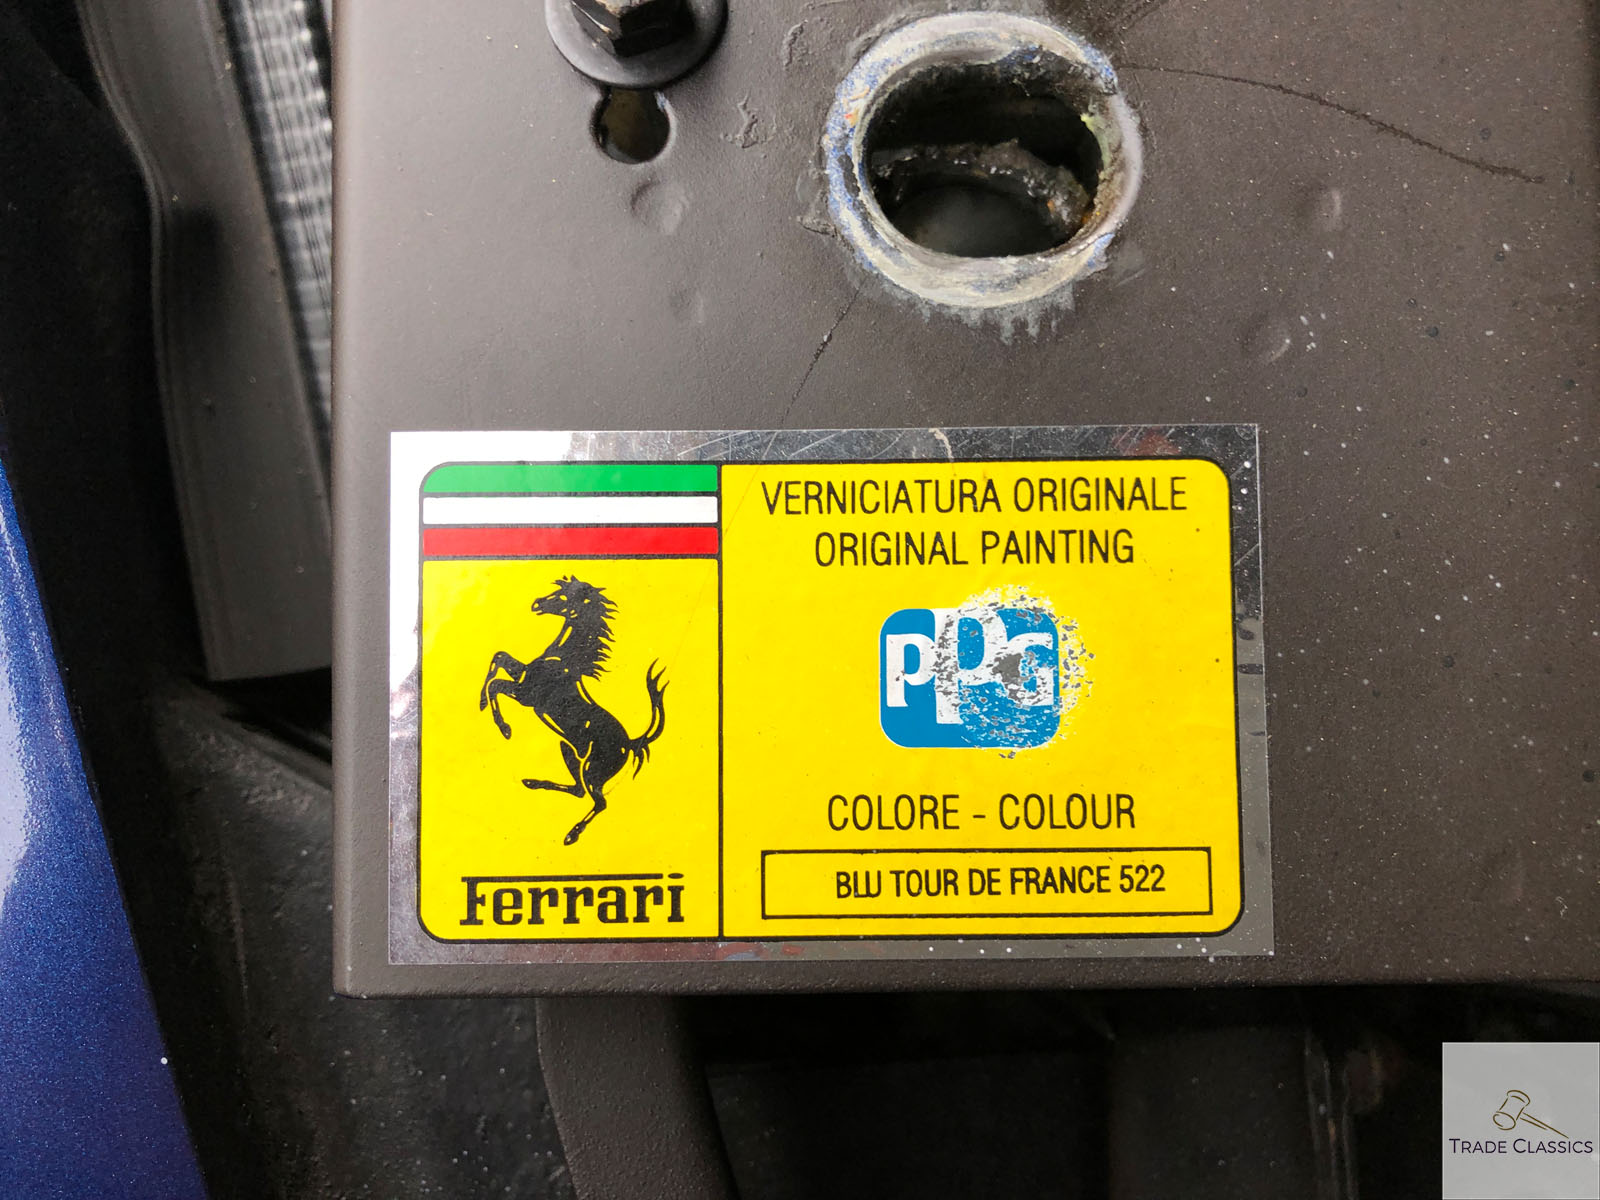 VERNICIATURA ORIGINALE
ORIGINAL PAINTING
PPG
COLORE - COLOUR
BLU TOUR DE FRANCE 522
Ferrari
TRADE CLASSICS